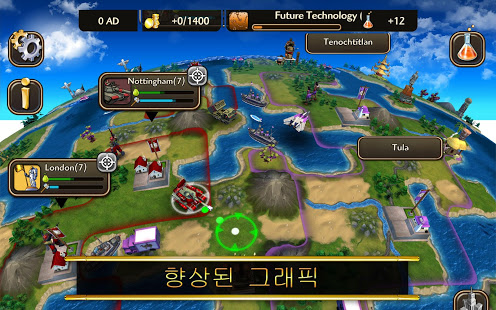 0 AD
+0/1400
Future Technology (
+12
Tenochtitlan
Nottingham(7)
Tula
London(7)
향상된 그래픽